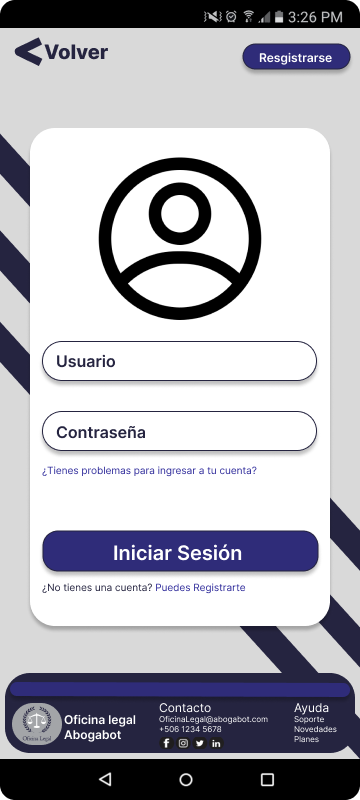 3:26 PM
Volver
Resgistrarse
Usuario
Contraseña
¿Tienes problemas para ingresar a tu cuenta?
Iniciar Sesión
¿No tienes una cuenta? Puedes Registrarte
Oficina Legal
Oficina legal
Abogabot
Contacto
OficinaLegal@abogabot.com
+506 1234 5678
Ayuda
Soporte
Novedades
Planes